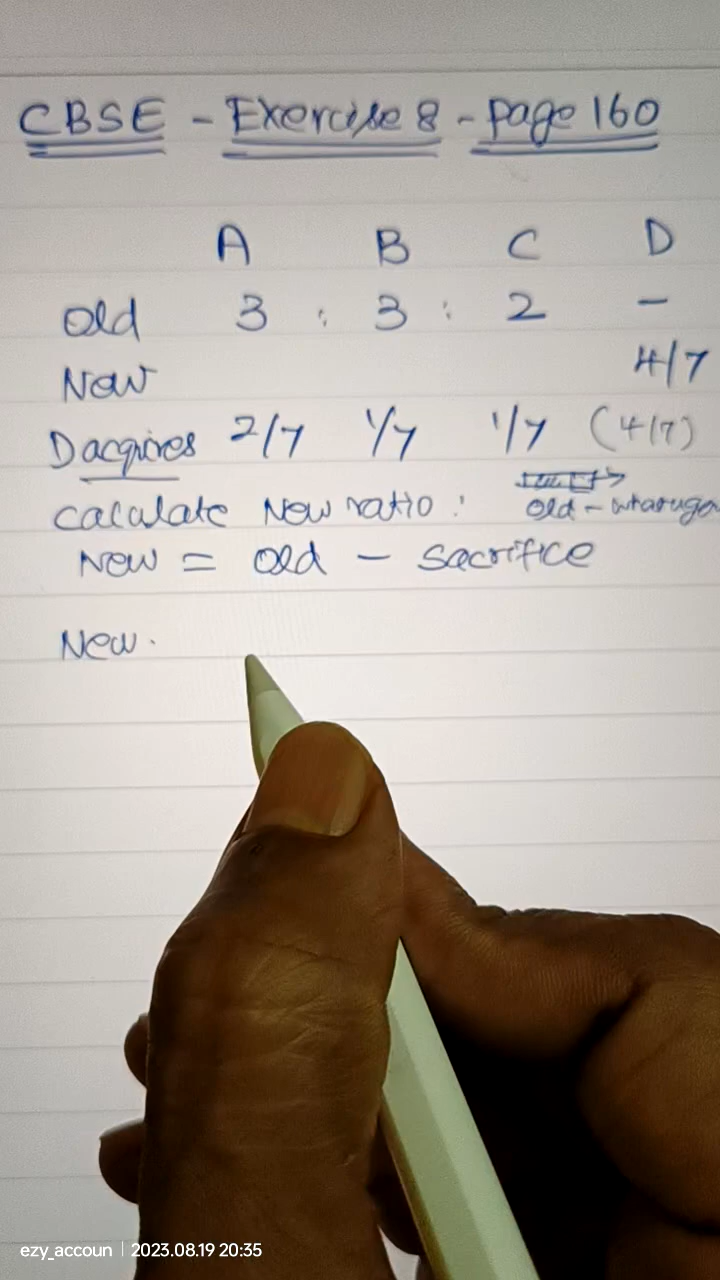 CBSE - Exercise 8 - Page 160
A B C D
Old 3 : 3 : 2 -
New 4/7
D acquires 2/7 1/7 1/7 (4/7)
Calculate New ratio :
Old -
New = Old - Sacrifice
New .
ezy_accoun | 2023.08.19 20:35